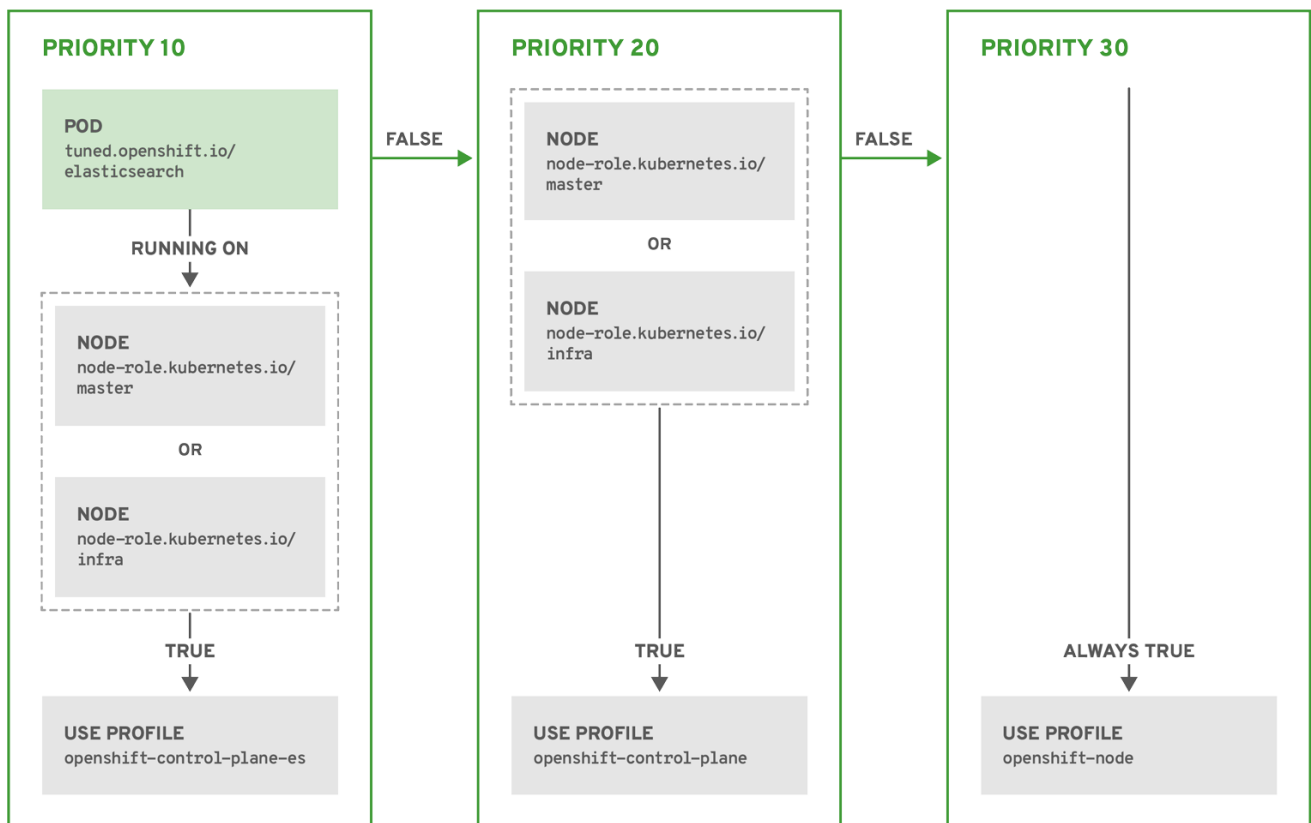 PRIORITY 10
POD
tuned.openshift.io/
elasticsearch
RUNNING ON
NODE
node-role.kubernetes.io/
master
OR
NODE
node-role.kubernetes.io/
infra
TRUE
USE PROFILE
openshift-control-plane-es
FALSE
PRIORITY 20
NODE
node-role.kubernetes.io/
master
OR
NODE
node-role.kubernetes.io/
infra
TRUE
USE PROFILE
openshift-control-plane
FALSE
PRIORITY 30
ALWAYS TRUE
USE PROFILE
openshift-node